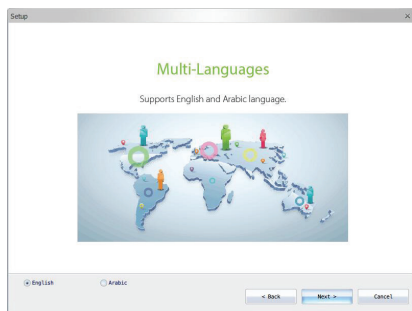 Setup
Multi-Languages
Supports English and Arabic language.
English
Arabic
< Back
Next >
Cancel